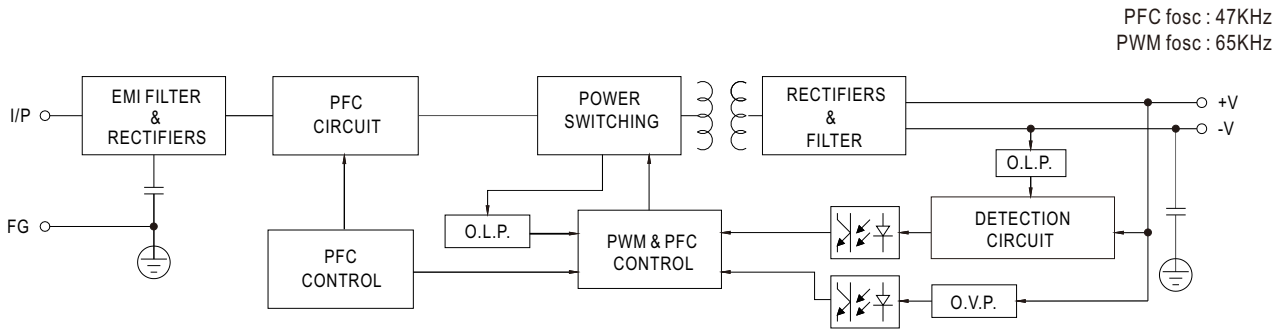 PFC fosc : 47KHz
PWM fosc : 65KHz
I/P
EMI FILTER
&
RECTIFIERS
PFC
CIRCUIT
POWER
SWITCHING
RECTIFIERS
&
FILTER
+V
-V
O.L.P.
FG
O.L.P.
PFC
CONTROL
PWM & PFC
CONTROL
DETECTION
CIRCUIT
O.V.P.